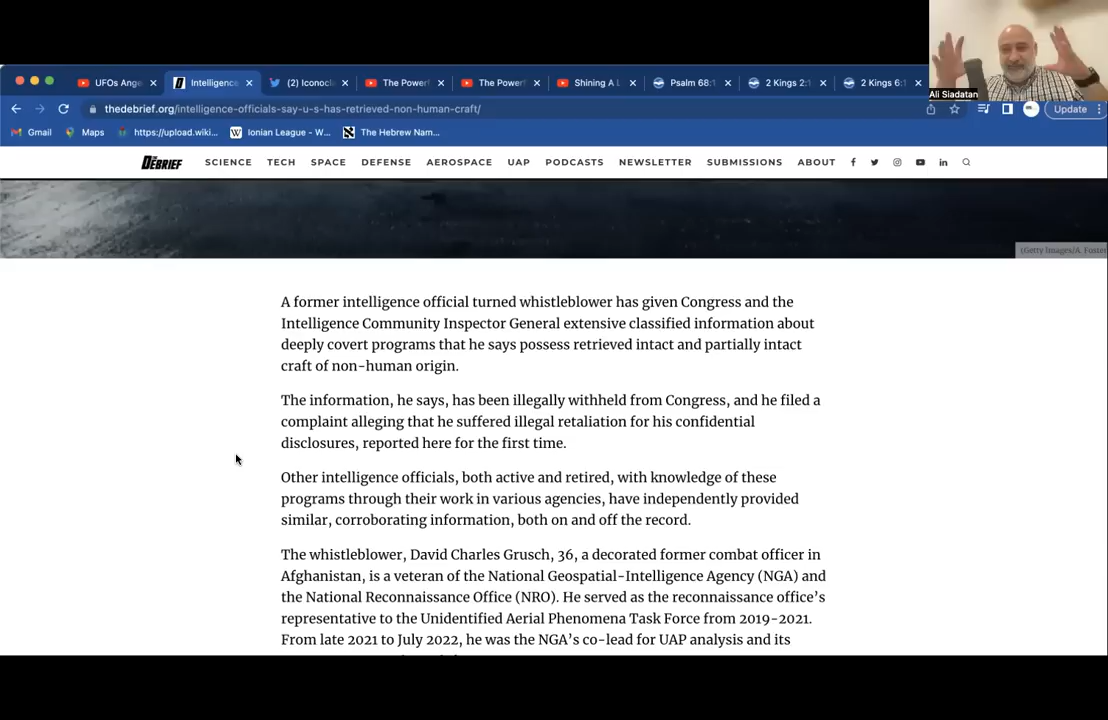 Ali Siadatan
UFOs Ange
Intelligence
(2) Iconocl
The Powerf
The Powerf
Shining A L
Psalm 68:1
2 Kings 2:1
2 Kings 6:1
thedebrief.org/intelligence-officials-say-u-s-has-retrieved-non-human-craft/
Update
Gmail
Maps
https://upload.wiki...
Ionian League - W...
The Hebrew Nam...
THE DEBRIEF
SCIENCE TECH SPACE DEFENSE AEROSPACE UAP PODCASTS NEWSLETTER SUBMISSIONS ABOUT
(Getty Images/A. Foster
A former intelligence official turned whistleblower has given Congress and the
Intelligence Community Inspector General extensive classified information about
deeply covert programs that he says possess retrieved intact and partially intact
craft of non-human origin.
The information, he says, has been illegally withheld from Congress, and he filed a
complaint alleging that he suffered illegal retaliation for his confidential
disclosures, reported here for the first time.
Other intelligence officials, both active and retired, with knowledge of these
programs through their work in various agencies, have independently provided
similar, corroborating information, both on and off the record.
The whistleblower, David Charles Grusch, 36, a decorated former combat officer in
Afghanistan, is a veteran of the National Geospatial-Intelligence Agency (NGA) and
the National Reconnaissance Office (NRO). He served as the reconnaissance office's
representative to the Unidentified Aerial Phenomena Task Force from 2019-2021.
From late 2021 to July 2022, he was the NGA's co-lead for UAP analysis and its